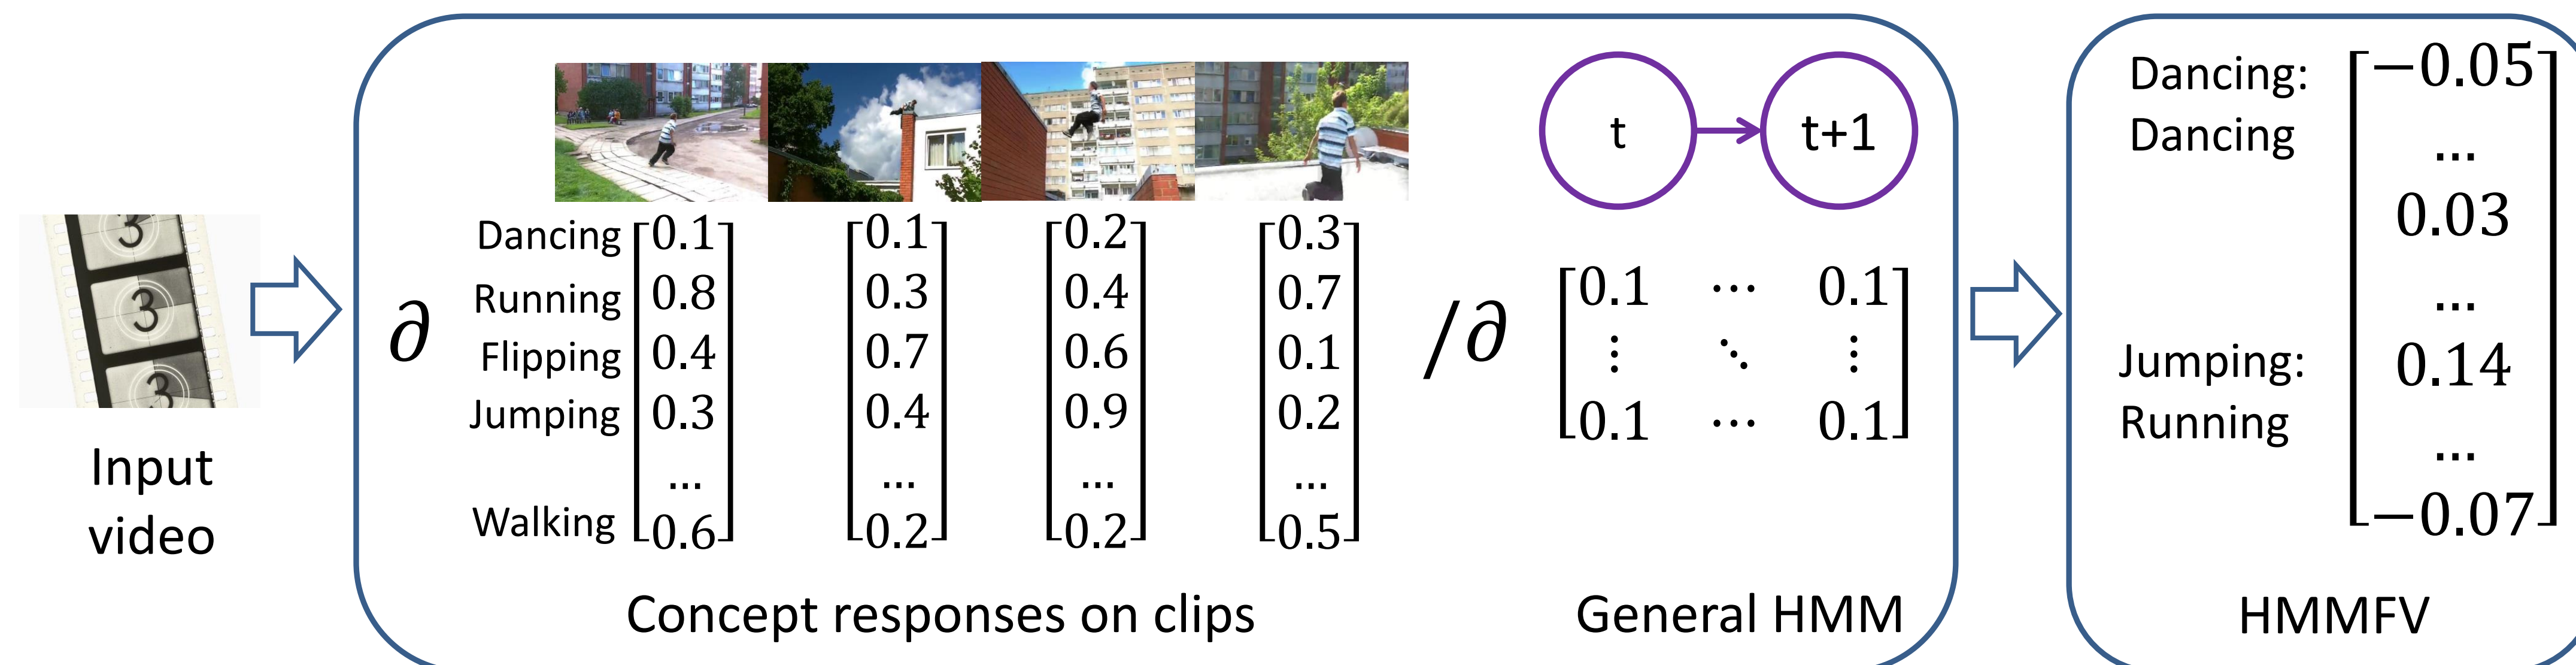 3
3
3
Input
video
∂
Dancing 0.1 0.1 0.2 0.3
Running 0.8 0.3 0.4 0.7
Flipping 0.4 0.7 0.6 0.1
Jumping 0.3 0.4 0.9 0.2
... ... ... ...
Walking 0.6 0.2 0.2 0.5
Concept responses on clips
/∂
t t+1
0.1 ⋯ 0.1
⋮ ⋱ ⋮
0.1 ⋯ 0.1
General HMM
Dancing: −0.05
Dancing
...
0.03
...
Jumping: 0.14
Running
...
−0.07
HMMFV